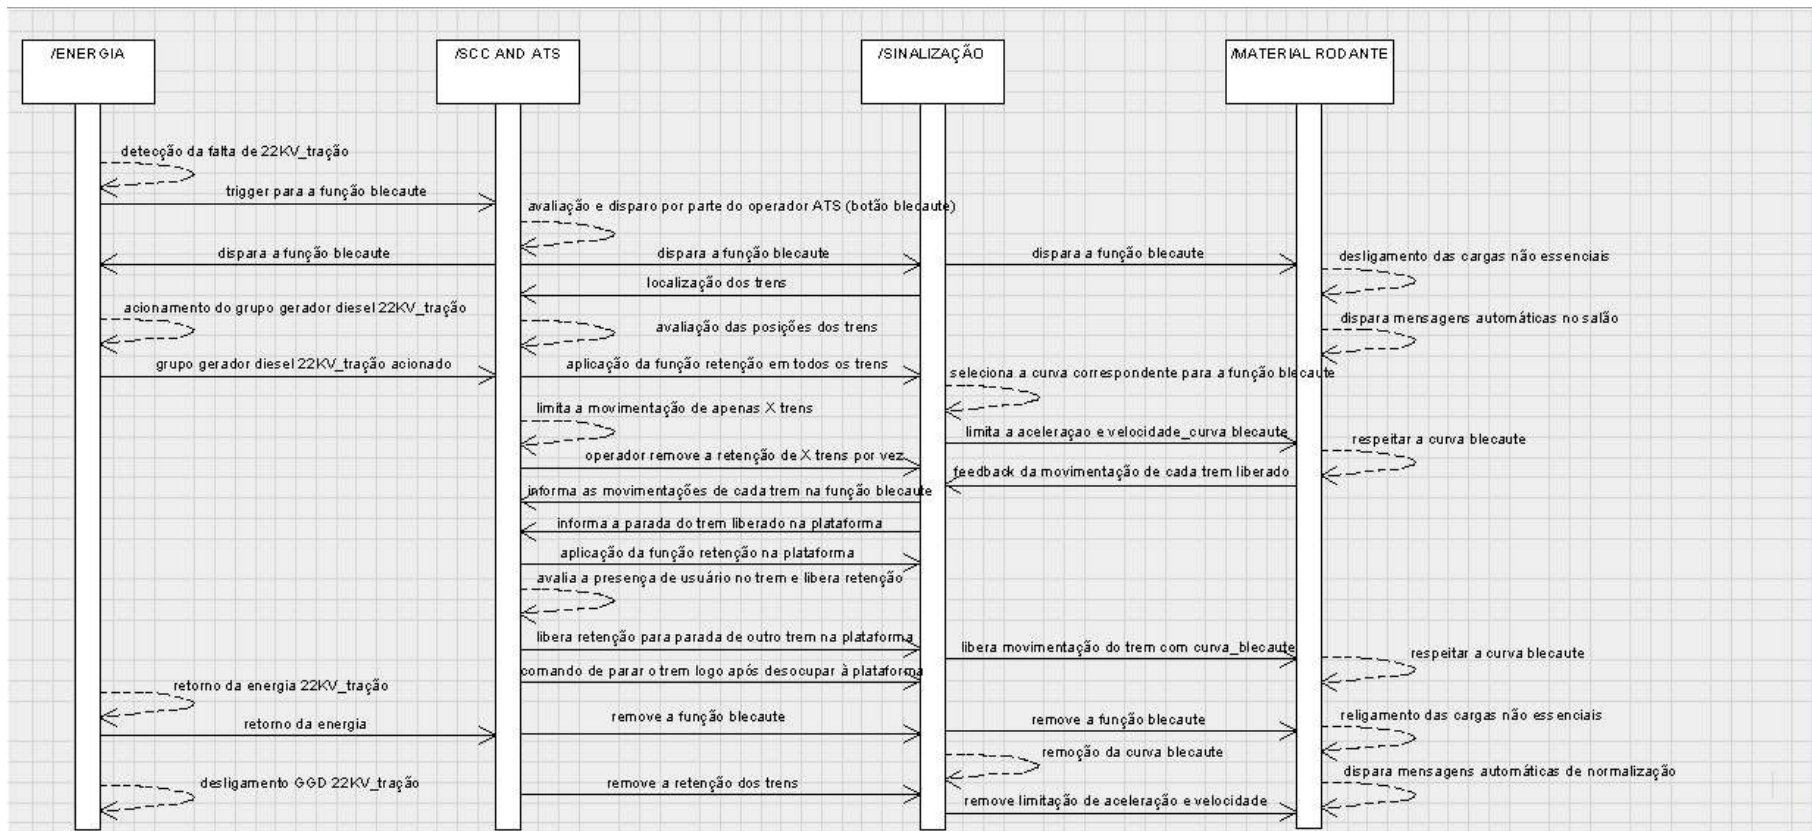 /ENERGIA
/SCC AND ATS
/SINALIZAÇÃO
/MATERIAL RODANTE
detecção da falta de 22KV_tração
trigger para a função blecaute
avaliação e disparo por parte do operador ATS (botão blecaute)
dispara a função blecaute
dispara a função blecaute
dispara a função blecaute
desligamento das cargas não essenciais
localização dos trens
acionamento do grupo gerador diesel 22KV_tração
avaliação das posições dos trens
dispara mensagens automáticas no salão
grupo gerador diesel 22KV_tração acionado
aplicação da função retenção em todos os trens
seleciona a curva correspondente para a função blecaute
limita a movimentação de apenas X trens
limita a aceleraçao e velocidade_curva blecaute
respeitar a curva blecaute
operador remove a retenção de X trens por vez
feedback da movimentação de cada trem liberado
informa as movimentações de cada trem na função blecaute
informa a parada do trem liberado na plataforma
aplicação da função retenção na plataforma
avalia a presença de usuário no trem e libera retenção
libera retenção para parada de outro trem na plataforma
libera movimentação do trem com curva_blecaute
respeitar a curva blecaute
comando de parar o trem logo após desocupar à plataforma
retorno da energia 22KV_tração
retorno da energia
remove a função blecaute
remove a função blecaute
religamento das cargas não essenciais
remoção da curva blecaute
desligamento GGD 22KV_tração
remove a retenção dos trens
dispara mensagens automáticas de normalização
remove limitação de aceleração e velocidade